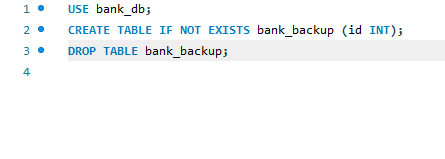 1 USE bank_db;
2 CREATE TABLE IF NOT EXISTS bank_backup (id INT);
3 DROP TABLE bank_backup;
4